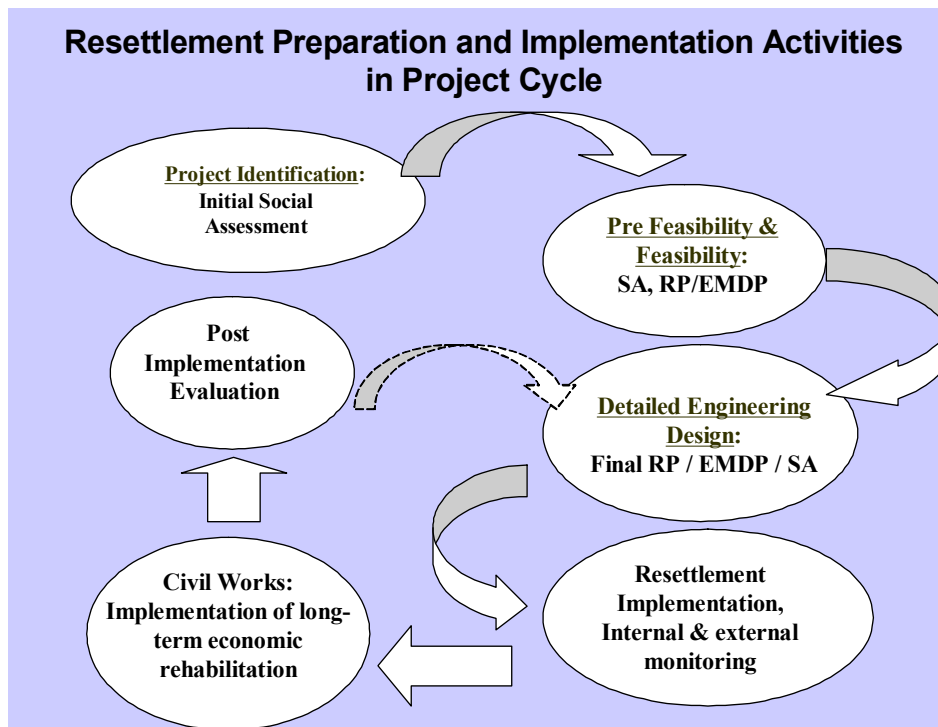 Resettlement Preparation and Implementation Activities
in Project Cycle
Project Identification:
Initial Social
Assessment
Pre Feasibility &
Feasibility:
SA, RP/EMDP
Post
Implementation
Evaluation
Detailed Engineering
Design:
Final RP / EMDP / SA
Civil Works:
Implementation of long-
term economic
rehabilitation
Resettlement
Implementation,
Internal & external
monitoring